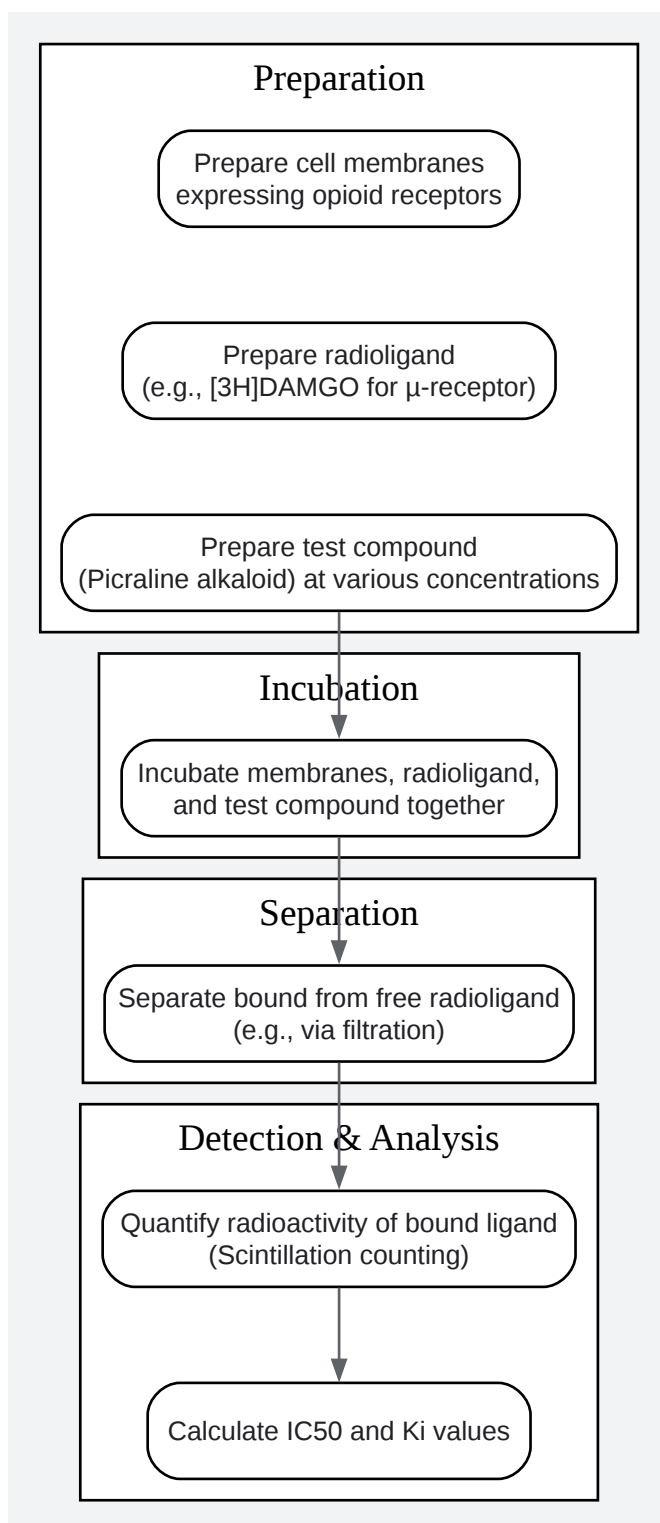 Preparation
Prepare cell membranes
expressing opioid receptors
Prepare radioligand
(e.g., [3H]DAMGO for µ-receptor)
Prepare test compound
(Picraline alkaloid) at various concentrations
Incubation
Incubate membranes, radioligand,
and test compound together
Separation
Separate bound from free radioligand
(e.g., via filtration)
Detection & Analysis
Quantify radioactivity of bound ligand
(Scintillation counting)
Calculate IC50 and Ki values